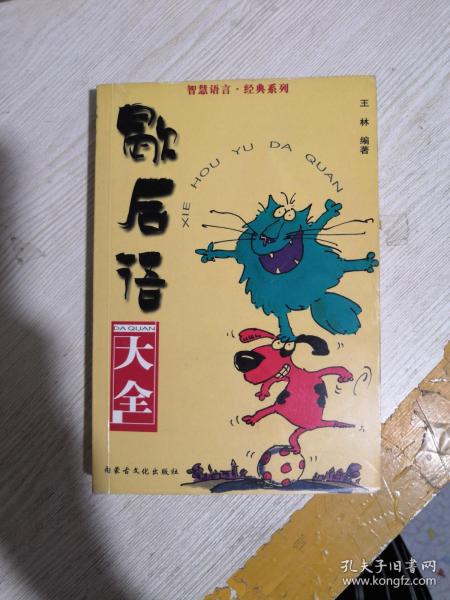 智慧语言·经典系列
王林 编著
歇后语
XIE HOU YU DA QUAN
DA QUAN
大全
内蒙古文化出版社
孔夫子旧书网
www.kongfz.com